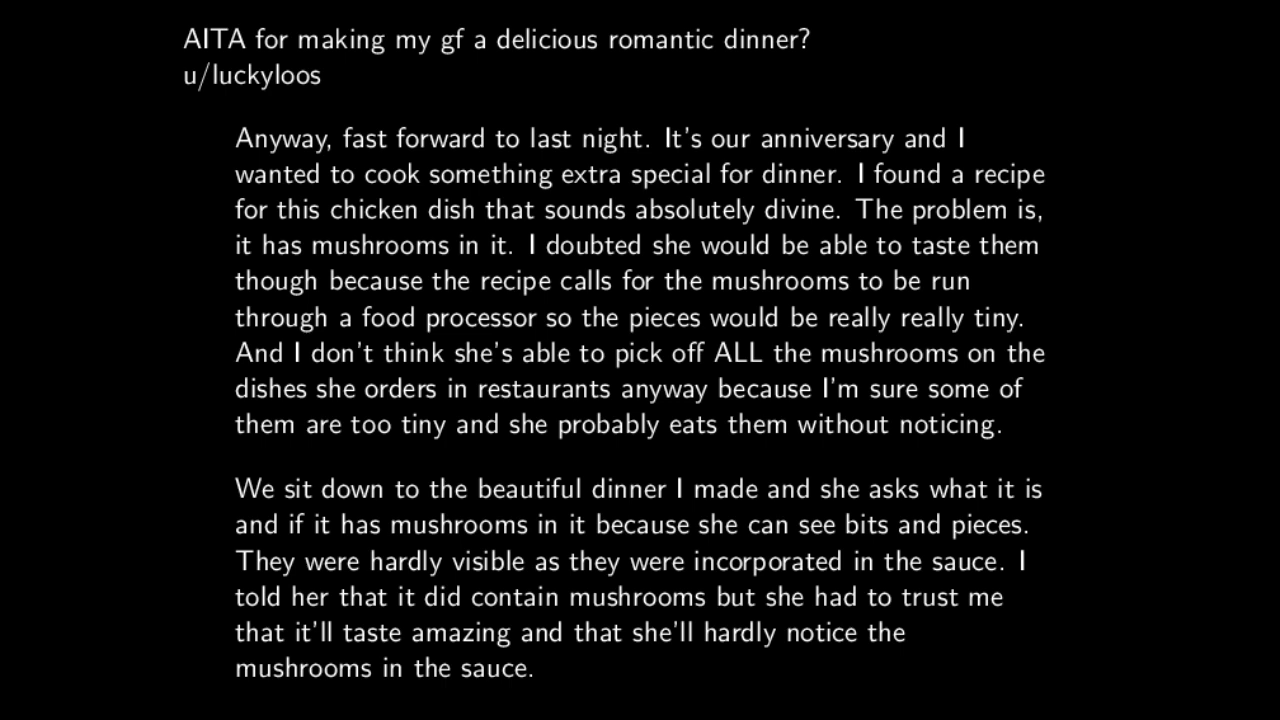 AITA for making my gf a delicious romantic dinner?
u/luckyloos
Anyway, fast forward to last night. It's our anniversary and I
wanted to cook something extra special for dinner. I found a recipe
for this chicken dish that sounds absolutely divine. The problem is,
it has mushrooms in it. I doubted she would be able to taste them
though because the recipe calls for the mushrooms to be run
through a food processor so the pieces would be really really tiny.
And I don't think she's able to pick off ALL the mushrooms on the
dishes she orders in restaurants anyway because I'm sure some of
them are too tiny and she probably eats them without noticing.
We sit down to the beautiful dinner I made and she asks what it is
and if it has mushrooms in it because she can see bits and pieces.
They were hardly visible as they were incorporated in the sauce. I
told her that it did contain mushrooms but she had to trust me
that it'll taste amazing and that she'll hardly notice the
mushrooms in the sauce.